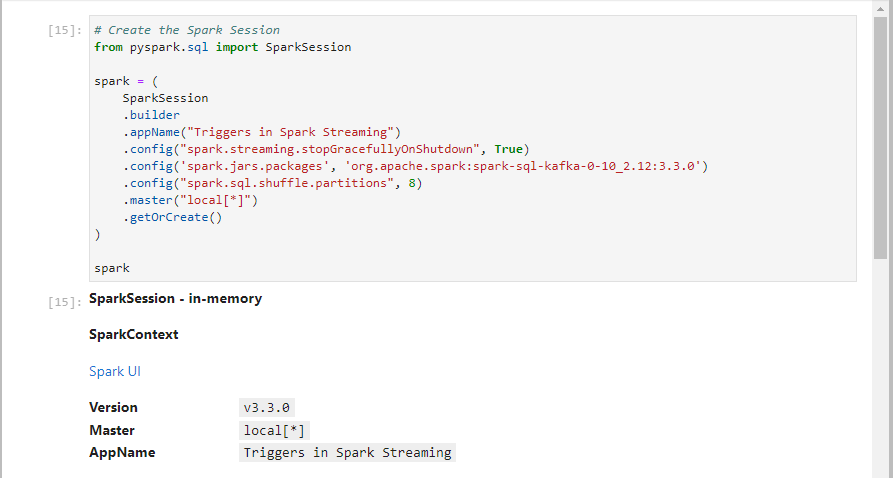 [15]: # Create the Spark Session
from pyspark.sql import SparkSession

spark = (
    SparkSession
    .builder
    .appName("Triggers in Spark Streaming")
    .config("spark.streaming.stopGracefullyOnShutdown", True)
    .config('spark.jars.packages', 'org.apache.spark:spark-sql-kafka-0-10_2.12:3.3.0')
    .config("spark.sql.shuffle.partitions", 8)
    .master("local[*]")
    .getOrCreate()
)

spark
[15]: SparkSession - in-memory
SparkContext
Spark UI
Version v3.3.0
Master local[*]
AppName Triggers in Spark Streaming